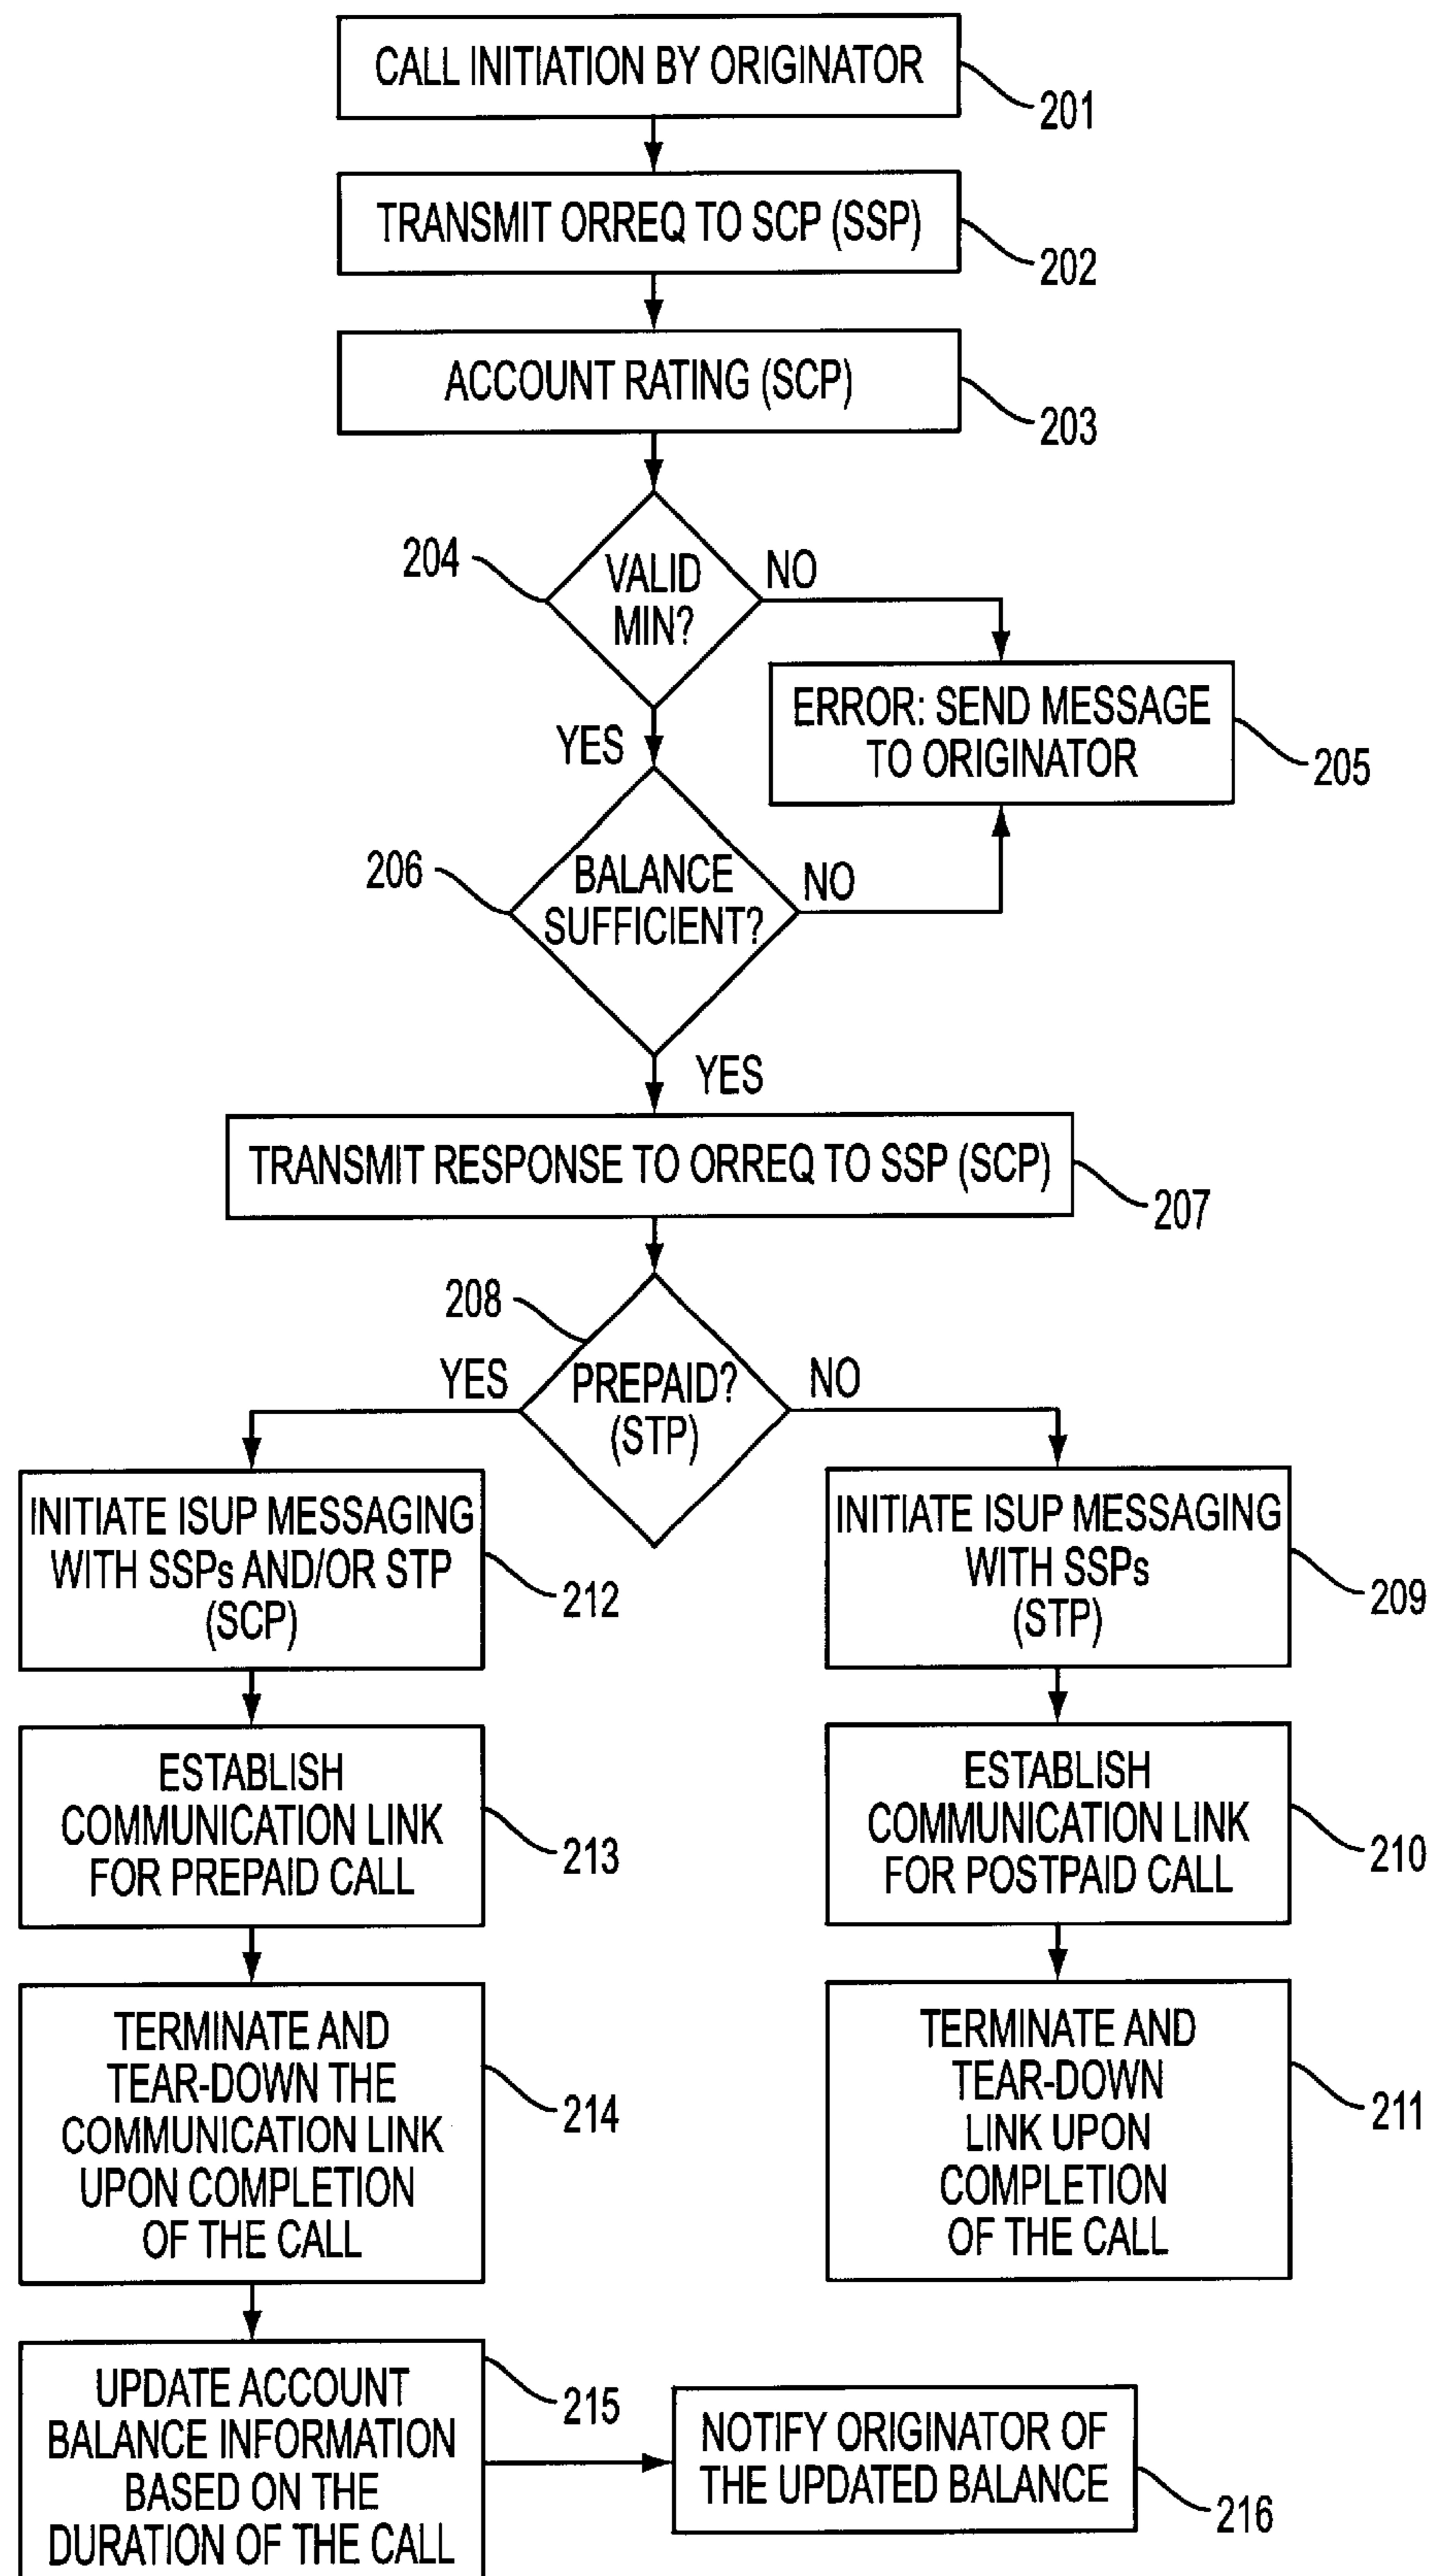 CALL INITIATION BY ORIGINATOR
201
TRANSMIT ORREQ TO SCP (SSP)
202
ACCOUNT RATING (SCP)
203
204
VALID
MIN?
NO
YES
ERROR: SEND MESSAGE
TO ORIGINATOR
205
206
BALANCE
SUFFICIENT?
NO
YES
TRANSMIT RESPONSE TO ORREQ TO SSP (SCP)
207
208
PREPAID?
(STP)
YES
NO
INITIATE ISUP MESSAGING
WITH SSPs AND/OR STP
(SCP)
212
INITIATE ISUP MESSAGING
WITH SSPs
(STP)
209
ESTABLISH
COMMUNICATION LINK
FOR PREPAID CALL
213
ESTABLISH
COMMUNICATION LINK
FOR POSTPAID CALL
210
TERMINATE AND
TEAR-DOWN THE
COMMUNICATION LINK
UPON COMPLETION
OF THE CALL
214
TERMINATE AND
TEAR-DOWN
LINK UPON
COMPLETION
OF THE CALL
211
UPDATE ACCOUNT
BALANCE INFORMATION
BASED ON THE
DURATION OF THE CALL
215
NOTIFY ORIGINATOR OF
THE UPDATED BALANCE
216